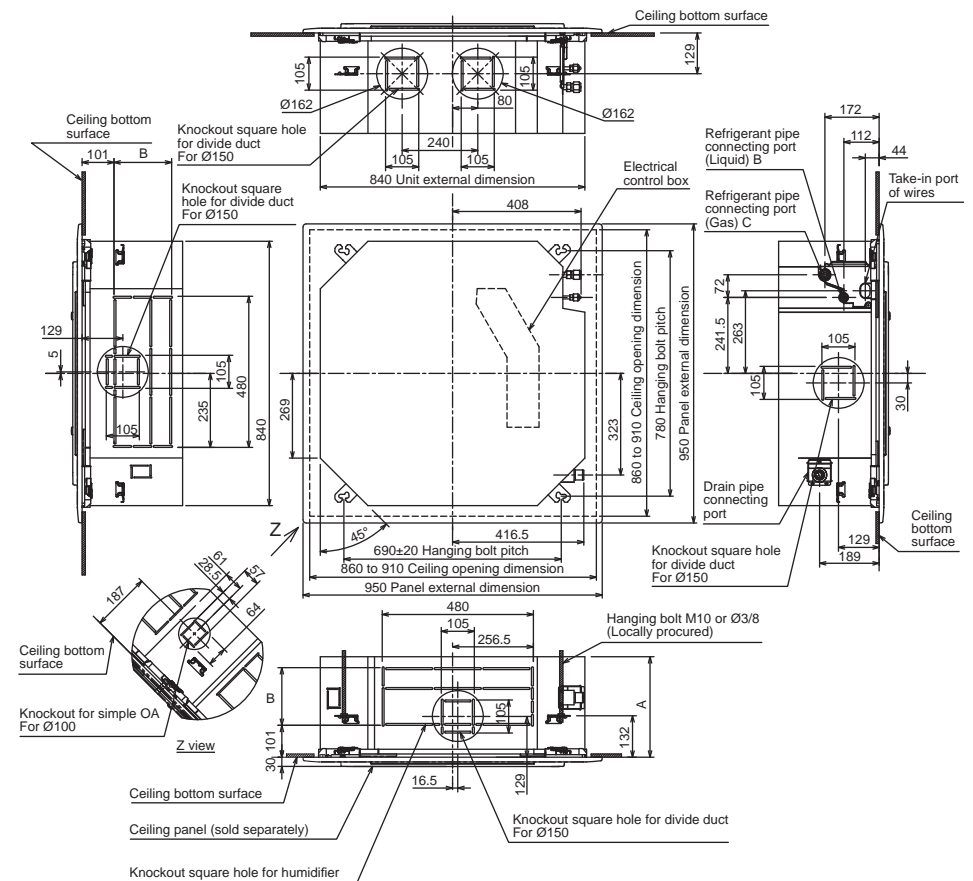 Ceiling bottom surface
129
105
105
Ø162
80
Ø162
240
105
105
840 Unit external dimension
Ceiling bottom
surface
101
B
Knockout square hole
for divide duct
For Ø150
Knockout square
hole for divide duct
For Ø150
129
5
105
105
235
480
840
Electrical
control box
408
269
323
860 to 910 Ceiling opening dimension
780 Hanging bolt pitch
950 Panel external dimension
Z
45°
416.5
690±20 Hanging bolt pitch
860 to 910 Ceiling opening dimension
950 Panel external dimension
172
112
44
Refrigerant pipe
connecting port
(Liquid) B
Take-in port
of wires
Refrigerant pipe
connecting port
(Gas) C
72
241.5
263
105
105
30
Drain pipe
connecting
port
Knockout square hole
for divide duct
For Ø150
129
189
Ceiling
bottom
surface
187
28.5
61
57
64
Ceiling bottom
surface
Knockout for simple OA
For Ø100
Z view
480
105
256.5
Hanging bolt M10 or Ø3/8
(Locally procured)
B
101
30
105
A
132
129
16.5
Ceiling bottom surface
Ceiling panel (sold separately)
Knockout square hole for divide duct
For Ø150
Knockout square hole for humidifier